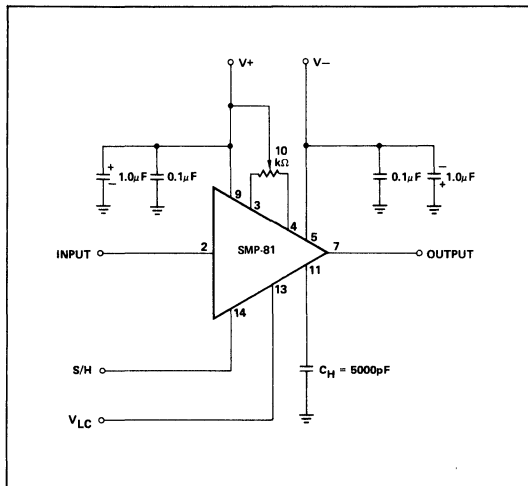 V+
V−
10
kΩ
+
−
1.0μF
0.1μF
9
3
4
5
0.1μF
−
+
1.0μF
INPUT
2
SMP-81
7
OUTPUT
11
13
14
S/H
C_H = 5000pF
V_LC